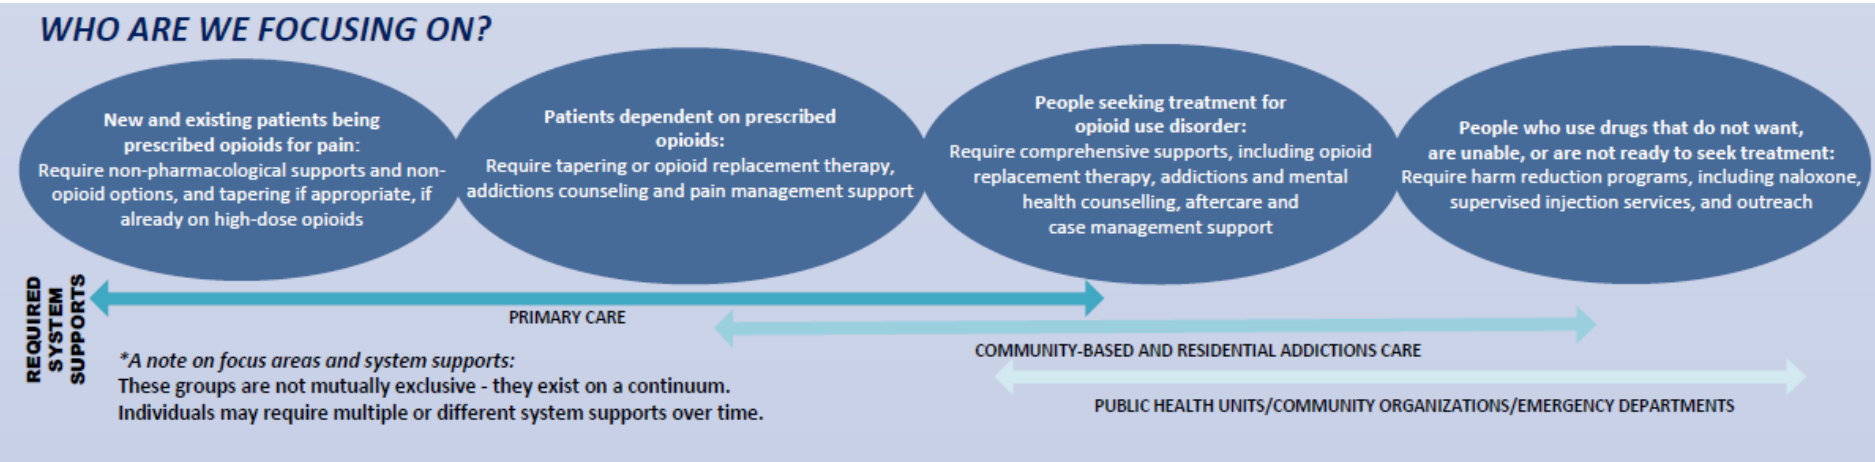 WHO ARE WE FOCUSING ON?
New and existing patients being
prescribed opioids for pain:
Require non-pharmacological supports and non-
opioid options, and tapering if appropriate, if
already on high-dose opioids
Patients dependent on prescribed
opioids:
Require tapering or opioid replacement therapy,
addictions counseling and pain management support
People seeking treatment for
opioid use disorder:
Require comprehensive supports, including opioid
replacement therapy, addictions and mental
health counselling, aftercare and
case management support
People who use drugs that do not want,
are unable, or are not ready to seek treatment:
Require harm reduction programs, including naloxone,
supervised injection services, and outreach
REQUIRED
SYSTEM
SUPPORTS
PRIMARY CARE
COMMUNITY-BASED AND RESIDENTIAL ADDICTIONS CARE
PUBLIC HEALTH UNITS/COMMUNITY ORGANIZATIONS/EMERGENCY DEPARTMENTS
*A note on focus areas and system supports:
These groups are not mutually exclusive - they exist on a continuum.
Individuals may require multiple or different system supports over time.